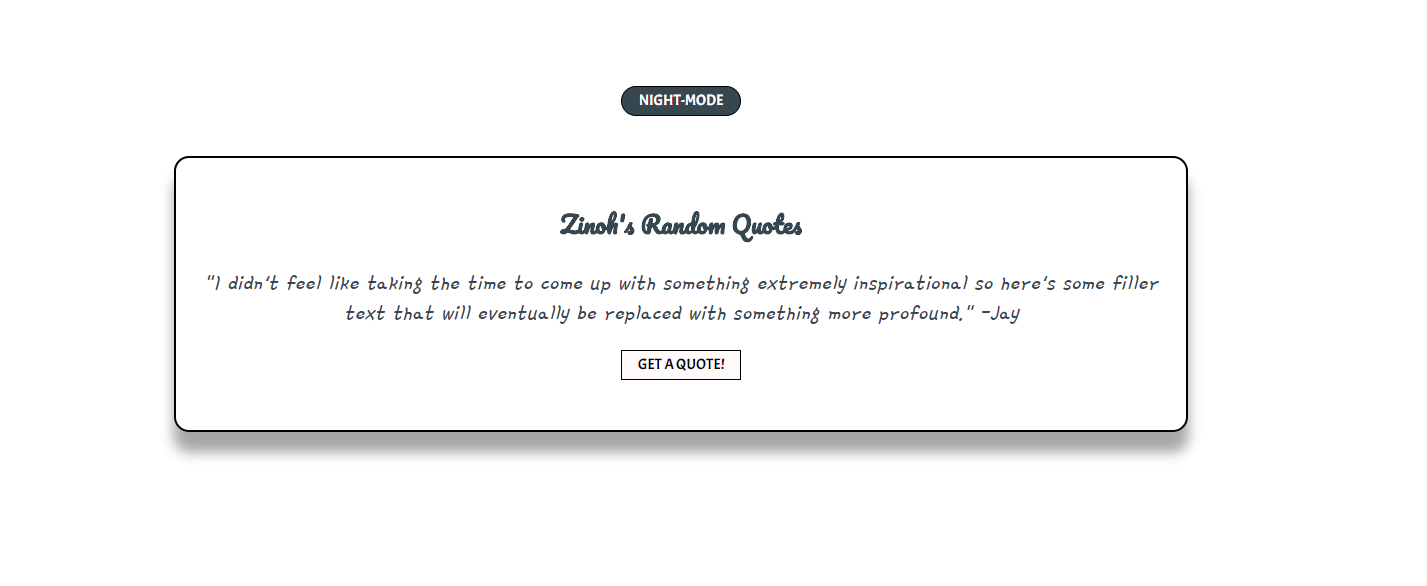 NIGHT-MODE
Zinoh's Random Quotes
"I didn't feel like taking the time to come up with something extremely inspirational so here's some filler
text that will eventually be replaced with something more profound." -Jay
GET A QUOTE!